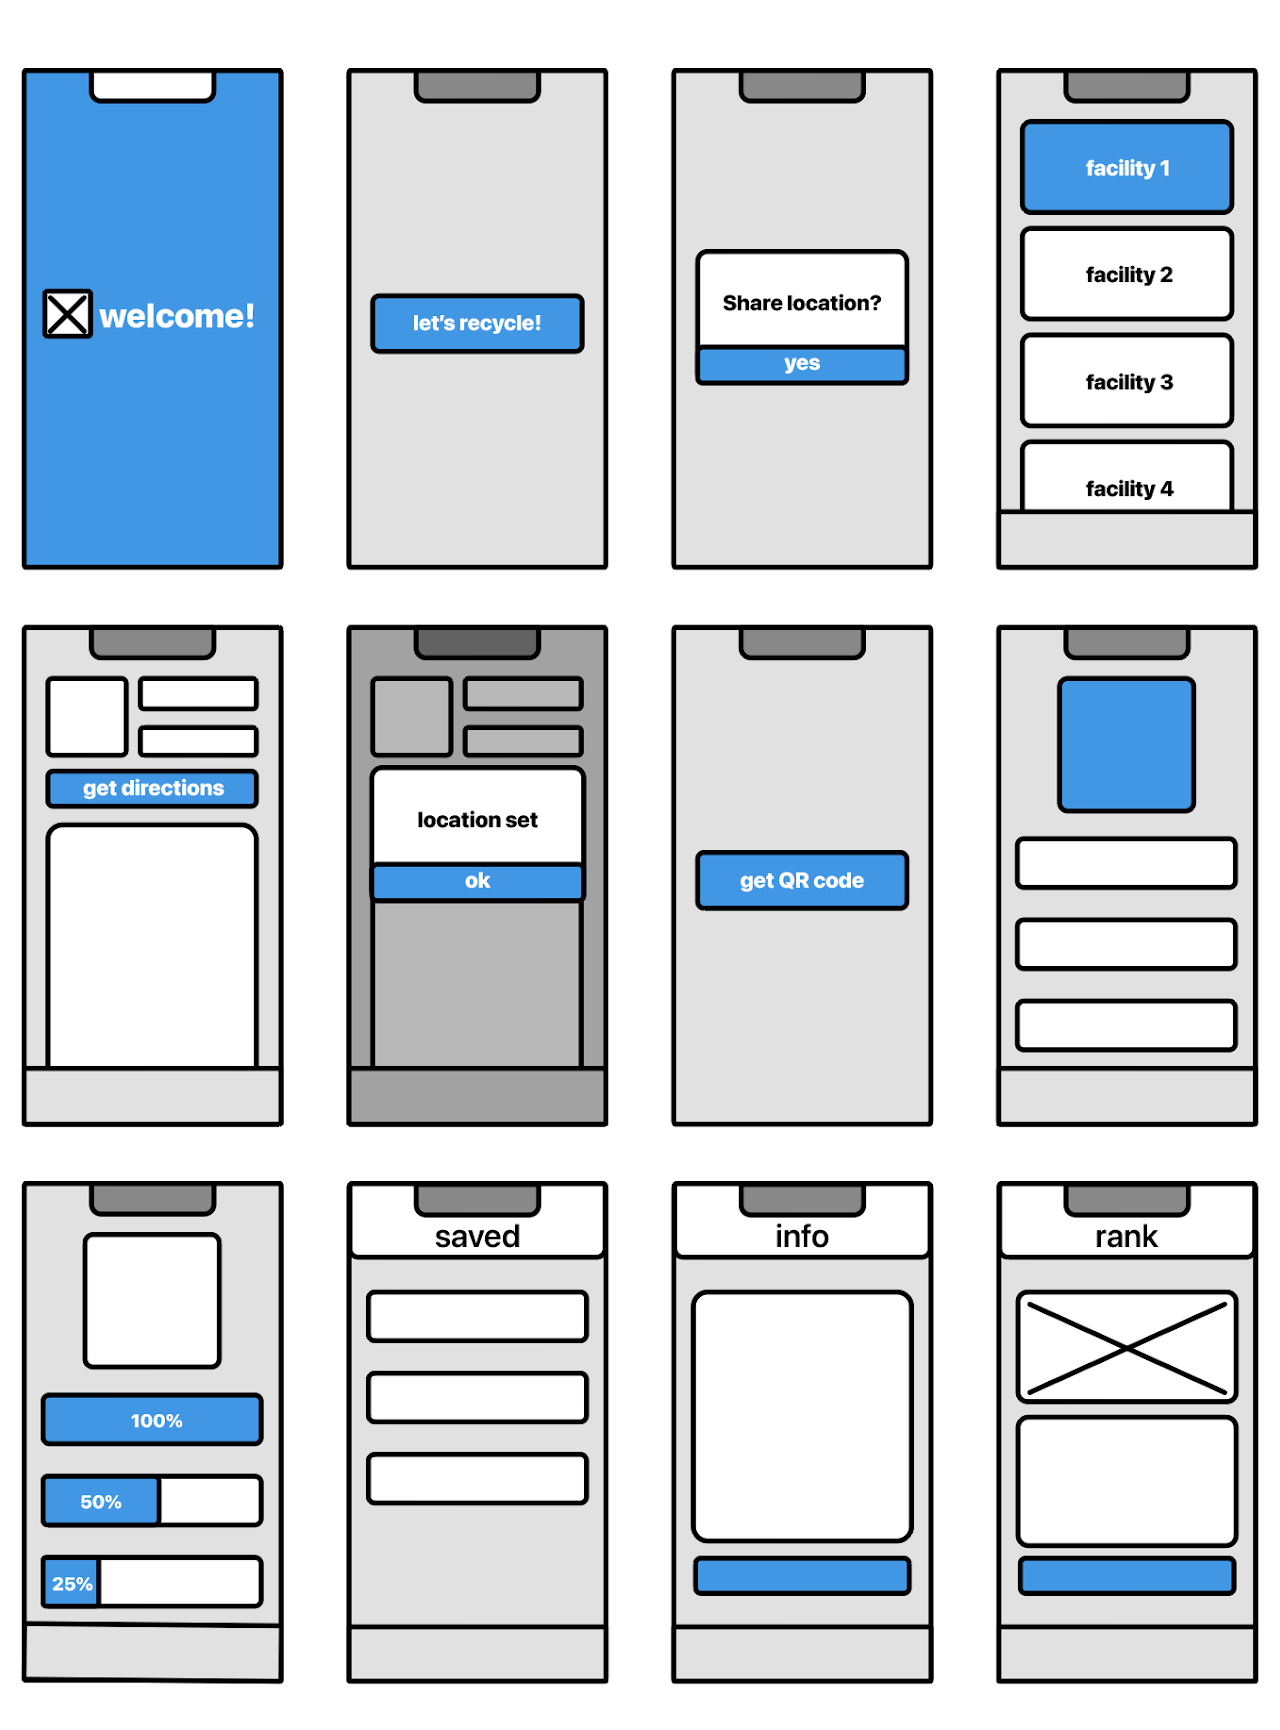 welcome!
let's recycle!
Share location?
yes
facility 1
facility 2
facility 3
facility 4
get directions
location set
ok
get QR code
100%
50%
25%
saved
info
rank